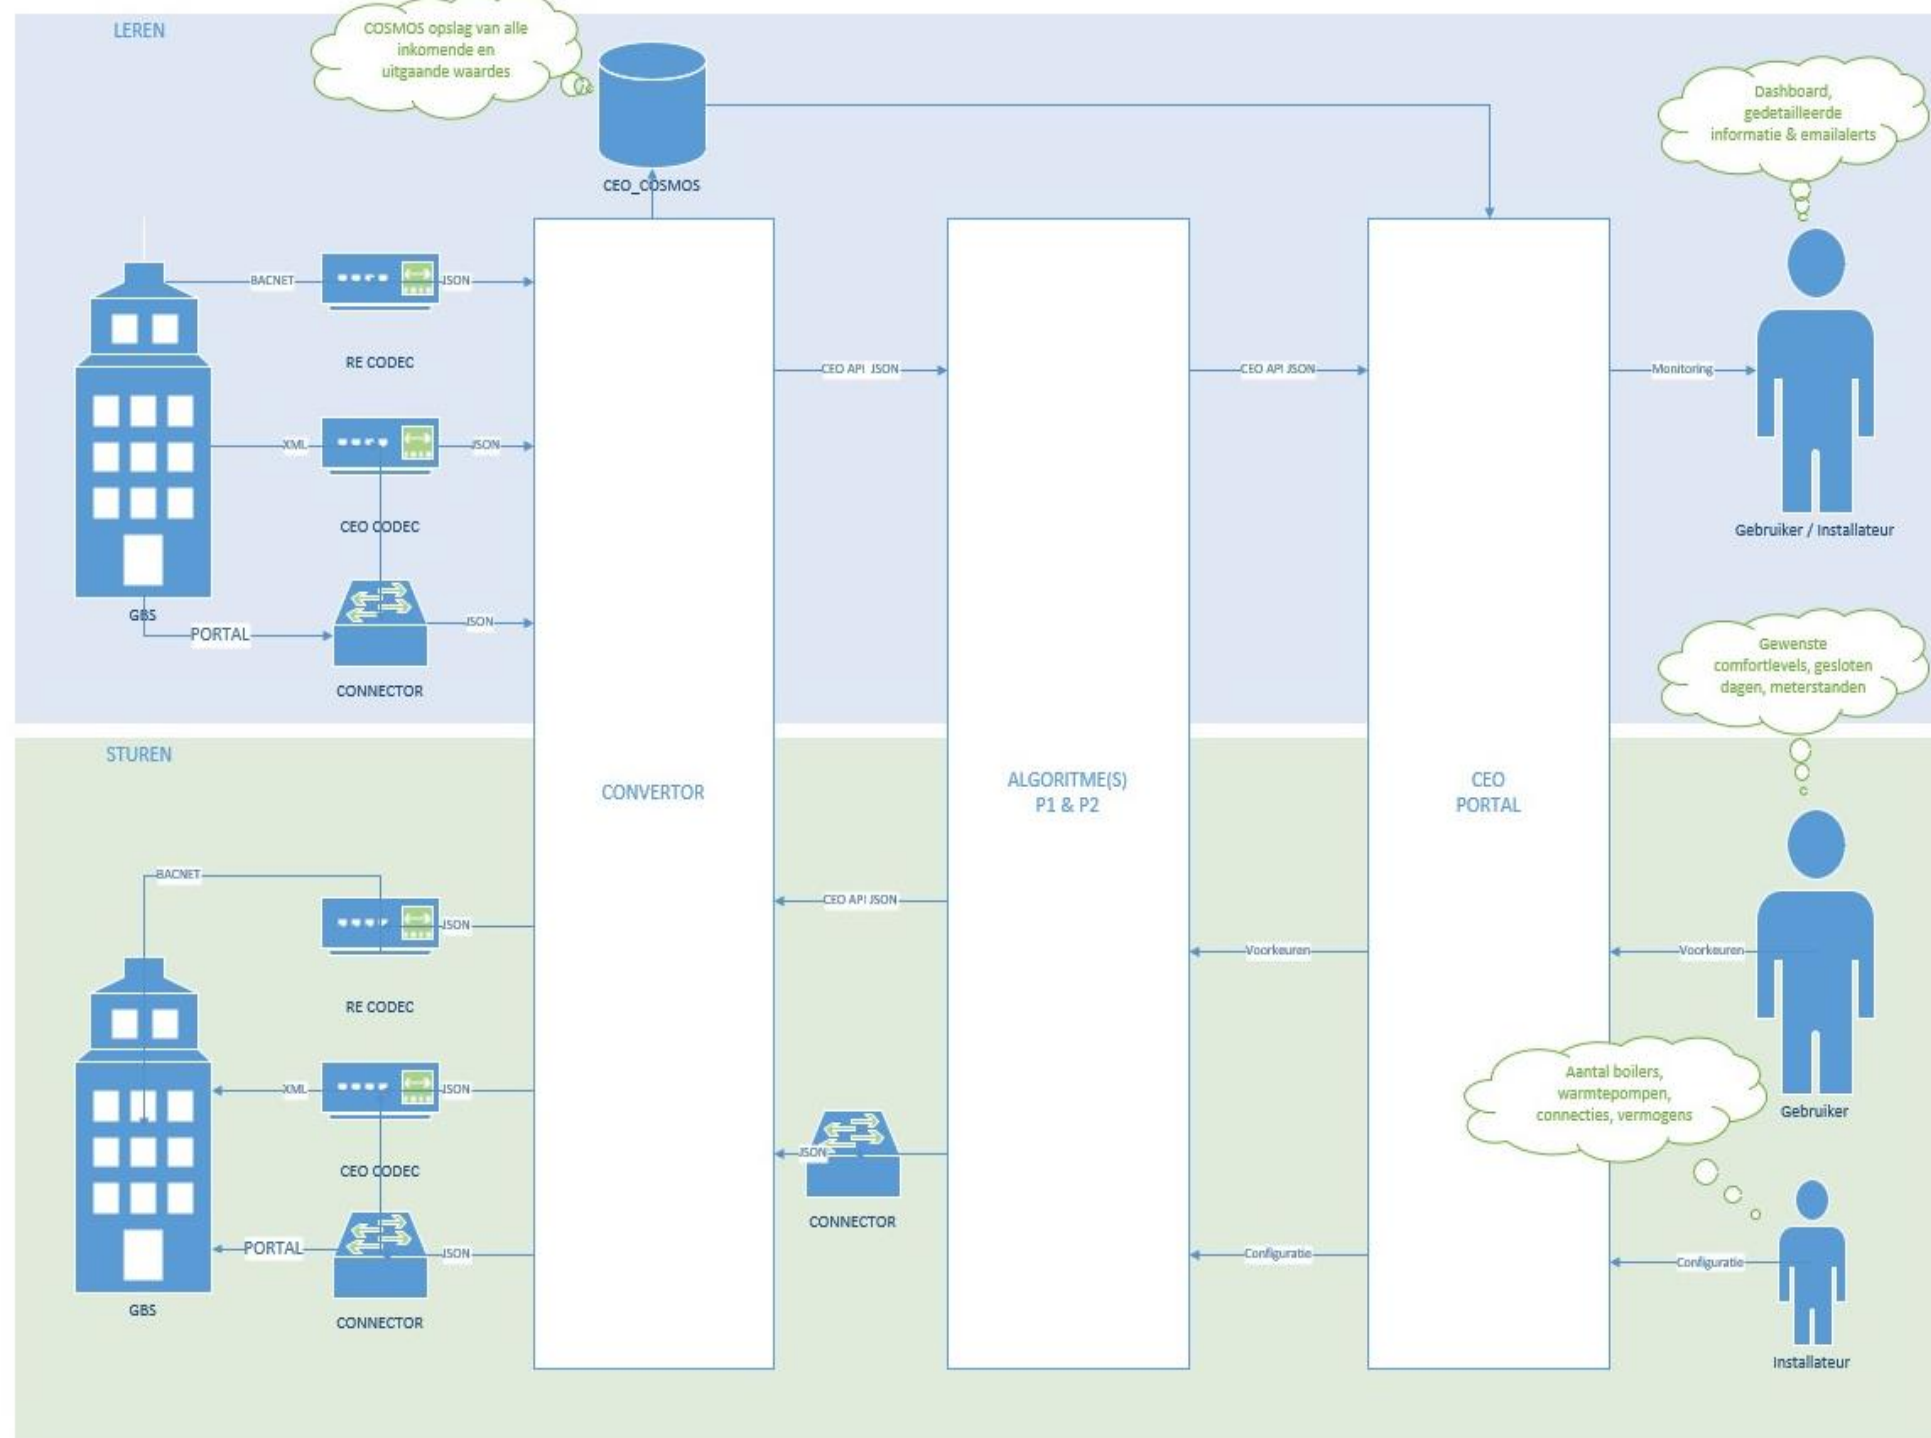 LEREN
COSMOS opslag van alle
inkomende en
uitgaande waardes
CEO_COSMOS
Dashboard,
gedetailleerde
informatie & emailalerts
BACNET
JSON
RE CODEC
CEO API JSON
CEO API JSON
Monitoring
XML
JSON
CEO CODEC
Gebruiker / Installateur
GBS
PORTAL
JSON
CONNECTOR
Gewenste
comfortlevels, gesloten
dagen, meterstanden
STUREN
CONVERTOR
ALGORITME(S)
P1 & P2
CEO
PORTAL
BACNET
JSON
RE CODEC
CEO API JSON
Voorkeuren
Voorkeuren
XML
JSON
CEO CODEC
Aantal boilers,
warmtepompen,
connecties, vermogens
Gebruiker
JSON
CONNECTOR
PORTAL
JSON
CONNECTOR
GBS
Configuratie
Configuratie
Installateur